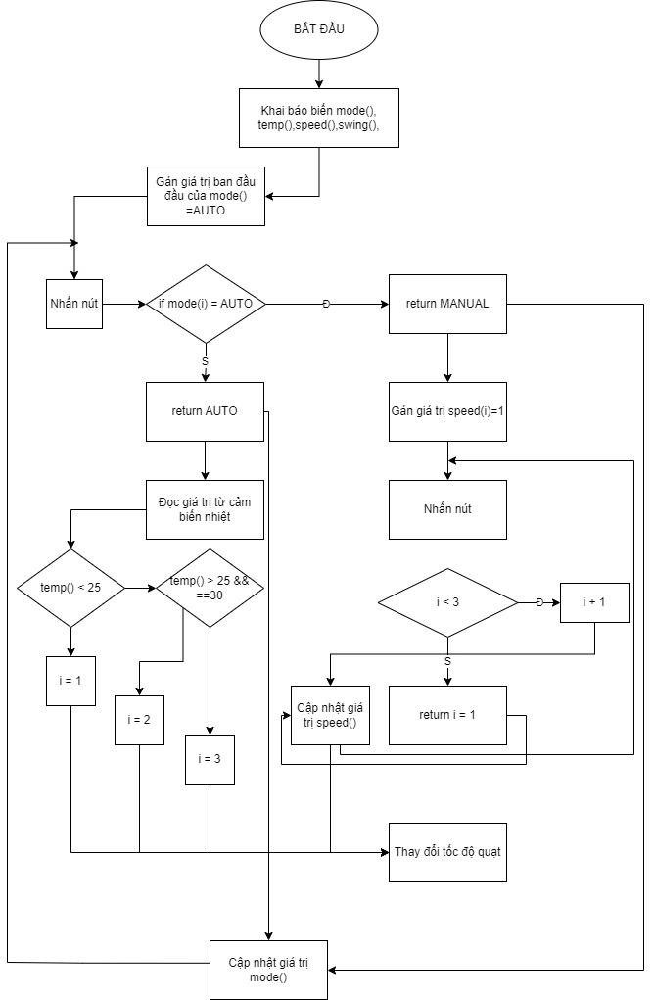 BẮT ĐẦU
Khai báo biến mode(),
temp(),speed(),swing(),
Gán giá trị ban đầu
đầu của mode()
=AUTO
Nhấn nút
if mode(i) = AUTO
Đ
return MANUAL
S
return AUTO
Gán giá trị speed(i)=1
Đọc giá trị từ cảm
biến nhiệt
Nhấn nút
temp() < 25
temp() > 25 &&
==30
i < 3
Đ
i + 1
S
i = 1
i = 2
i = 3
Cập nhật giá
trị speed()
return i = 1
Thay đổi tốc độ quạt
Cập nhật giá trị
mode()